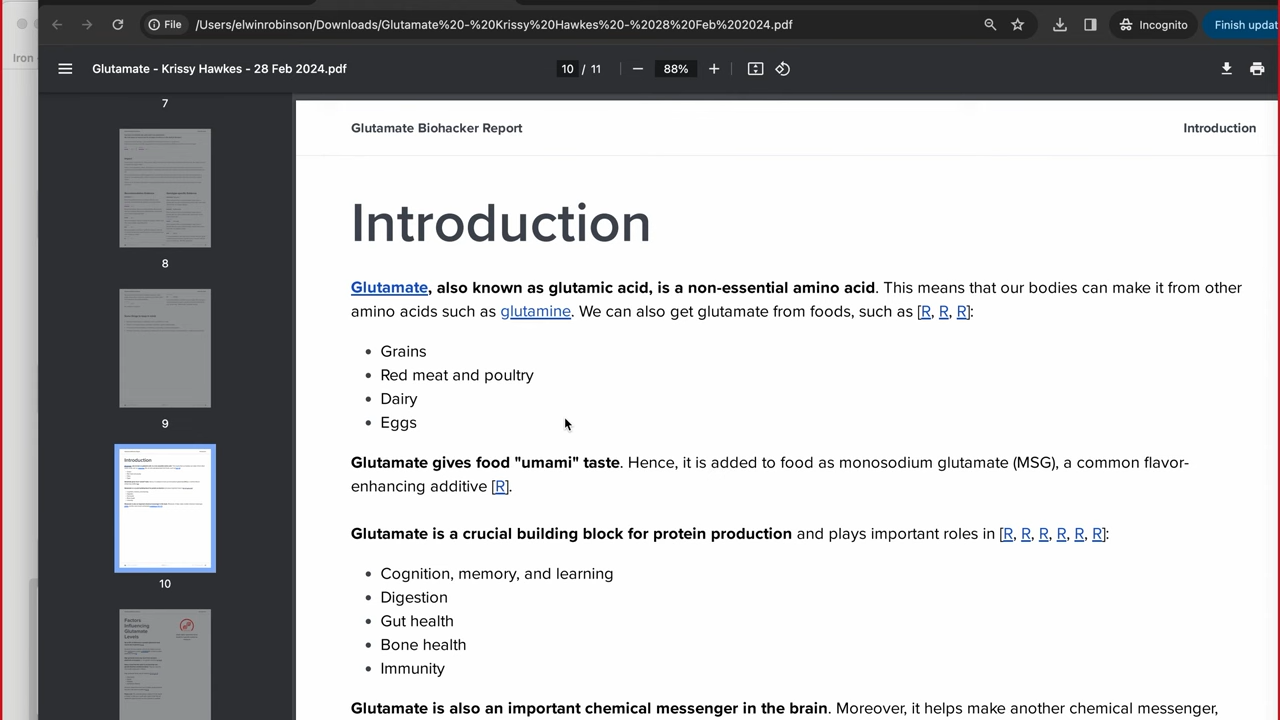 File
/Users/elwinrobinson/Downloads/Glutamate%20-%20Krissy%20Hawkes%20-%2028%20Feb%202024.pdf
Incognito
Finish updat
Iron
Glutamate - Krissy Hawkes - 28 Feb 2024.pdf
10 / 11
88%
7
8
9
10
Factors
Influencing
Glutamate
Levels
Glutamate Biohacker Report
Introduction
Introduction
Glutamate, also known as glutamic acid, is a non-essential amino acid. This means that our bodies can make it from other
amino acids such as glutamine. We can also get glutamate from foods, such as [R, R, R]:
• Grains
• Red meat and poultry
• Dairy
• Eggs
Glutamate gives food "umami" taste. Hence, it is added to food as monosodium glutamate (MSG), a common flavor-
enhancing additive [R].
Glutamate is a crucial building block for protein production and plays important roles in [R, R, R, R, R, R]:
• Cognition, memory, and learning
• Digestion
• Gut health
• Bone health
• Immunity
Glutamate is also an important chemical messenger in the brain. Moreover, it helps make another chemical messenger,